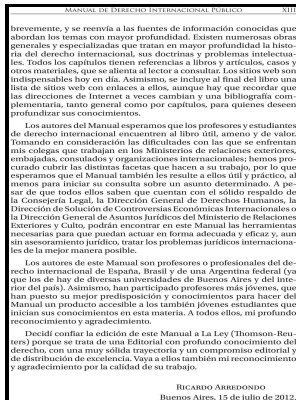 Manual de Derecho Internacional Público XIII
brevemente, y se reenvía a las fuentes de información conocidas que
abordan los temas con mayor profundidad. Existen numerosas obras
generales y especializadas que tratan en mayor profundidad la histo-
ria del derecho internacional, sus doctrinas y problemas intelectua-
les. Todos los capítulos tienen referencias a libros y artículos, casos y
otros materiales, que se alienta al lector a consultar. Los sitios web son
indispensables hoy en día. Asimismo, se incluye al final del libro una
lista de sitios web con enlaces a ellos, aunque hay que recordar que
las direcciones de Internet a veces cambian y una bibliografía com-
plementaria, tanto general como por capítulos, para quienes deseen
profundizar sus conocimientos.
Los autores del Manual esperamos que los profesores y estudiantes
de derecho internacional encuentren al libro útil, ameno y de valor.
Tomando en consideración las dificultades con las que se enfrentan
mis colegas que trabajan en los Ministerios de relaciones exteriores,
embajadas, consulados y organizaciones internacionales; hemos pro-
curado cubrir las distintas facetas que hacen a su trabajo, por lo que
esperamos que el Manual también les resulte a ellos útil y práctico, al
menos para iniciar su consulta sobre un asunto determinado. A pe-
sar de que todos ellos saben que cuentan con el sólido respaldo de
la Consejería Legal, la Dirección General de Derechos Humanos, la
Dirección de Solución de Controversias Económicas Internacionales o
la Dirección General de Asuntos Jurídicos del Ministerio de Relaciones
Exteriores y Culto, podrán encontrar en este Manual las herramientas
necesarias para que puedan actuar en forma adecuada y eficaz y, aun
sin asesoramiento jurídico, tratar los problemas jurídicos internaciona-
les de la mejor manera posible.
Los autores de este Manual son profesores o profesionales del de-
recho internacional de España, Brasil y de una Argentina federal (ya
que los hay de diversas universidades de Buenos Aires y del inte-
rior del país). Asimismo, han participado profesores más jóvenes, que
han puesto su mejor predisposición y conocimientos para hacer del
Manual un producto accesible a los también jóvenes estudiantes que
inician sus conocimientos en esta materia. A todos ellos, mi profundo
reconocimiento y agradecimiento.
Decidí confiar la edición de este Manual a La Ley (Thomson-Reu-
ters) porque se trata de una Editorial con profundo conocimiento del
derecho, con una muy sólida trayectoria y un compromiso editorial y
de distribución de excelencia. Vaya a ellos también mi reconocimiento
y agradecimiento por la calidad de su trabajo.
Ricardo Arredondo
Buenos Aires, 15 de julio de 2012.